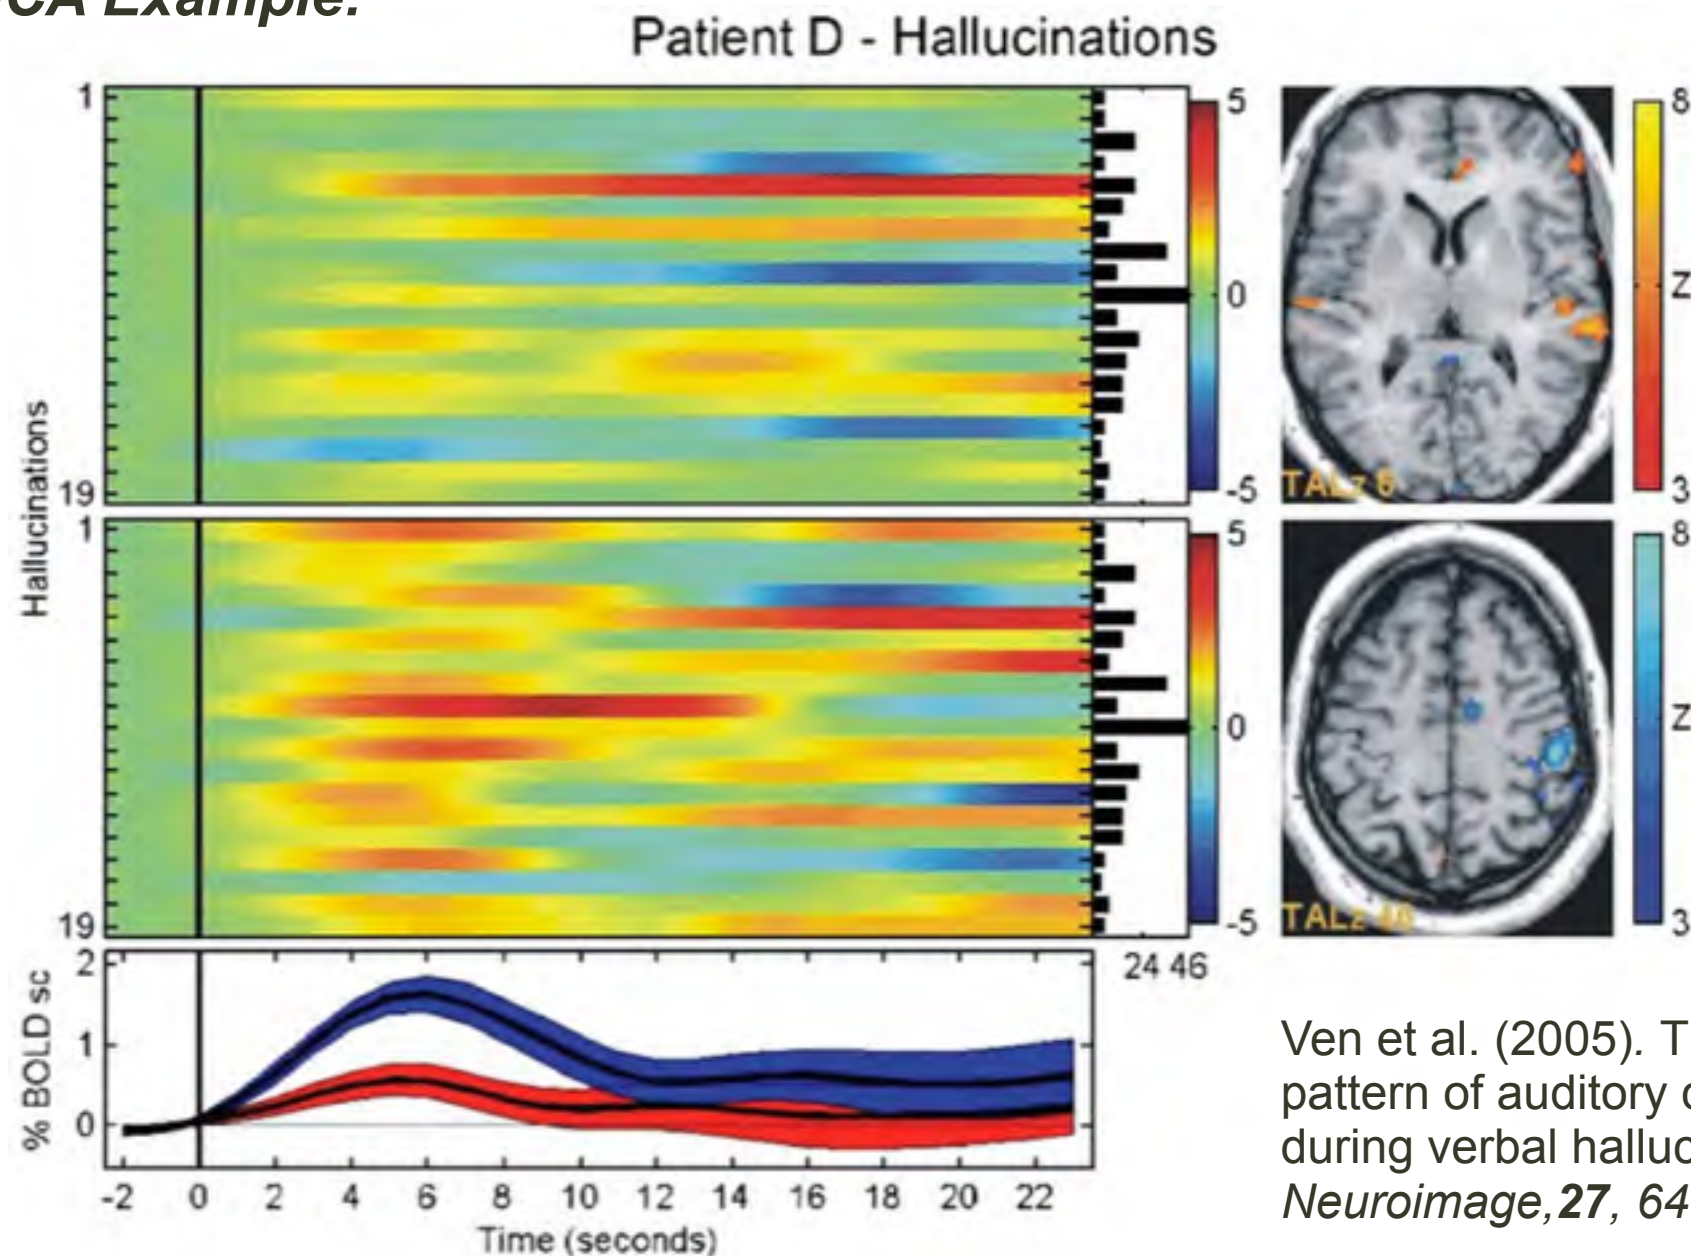 CA Example:
Patient D - Hallucinations
1
19
5
0
-5
8
Z
3
TALz 6
Hallucinations
1
19
5
0
-5
8
Z
3
TALz
% BOLD sc
2
1
0
24 46
-2 0 2 4 6 8 10 12 14 16 18 20 22
Time (seconds)
Ven et al. (2005). T
pattern of auditory
during verbal halluc
Neuroimage,27, 64